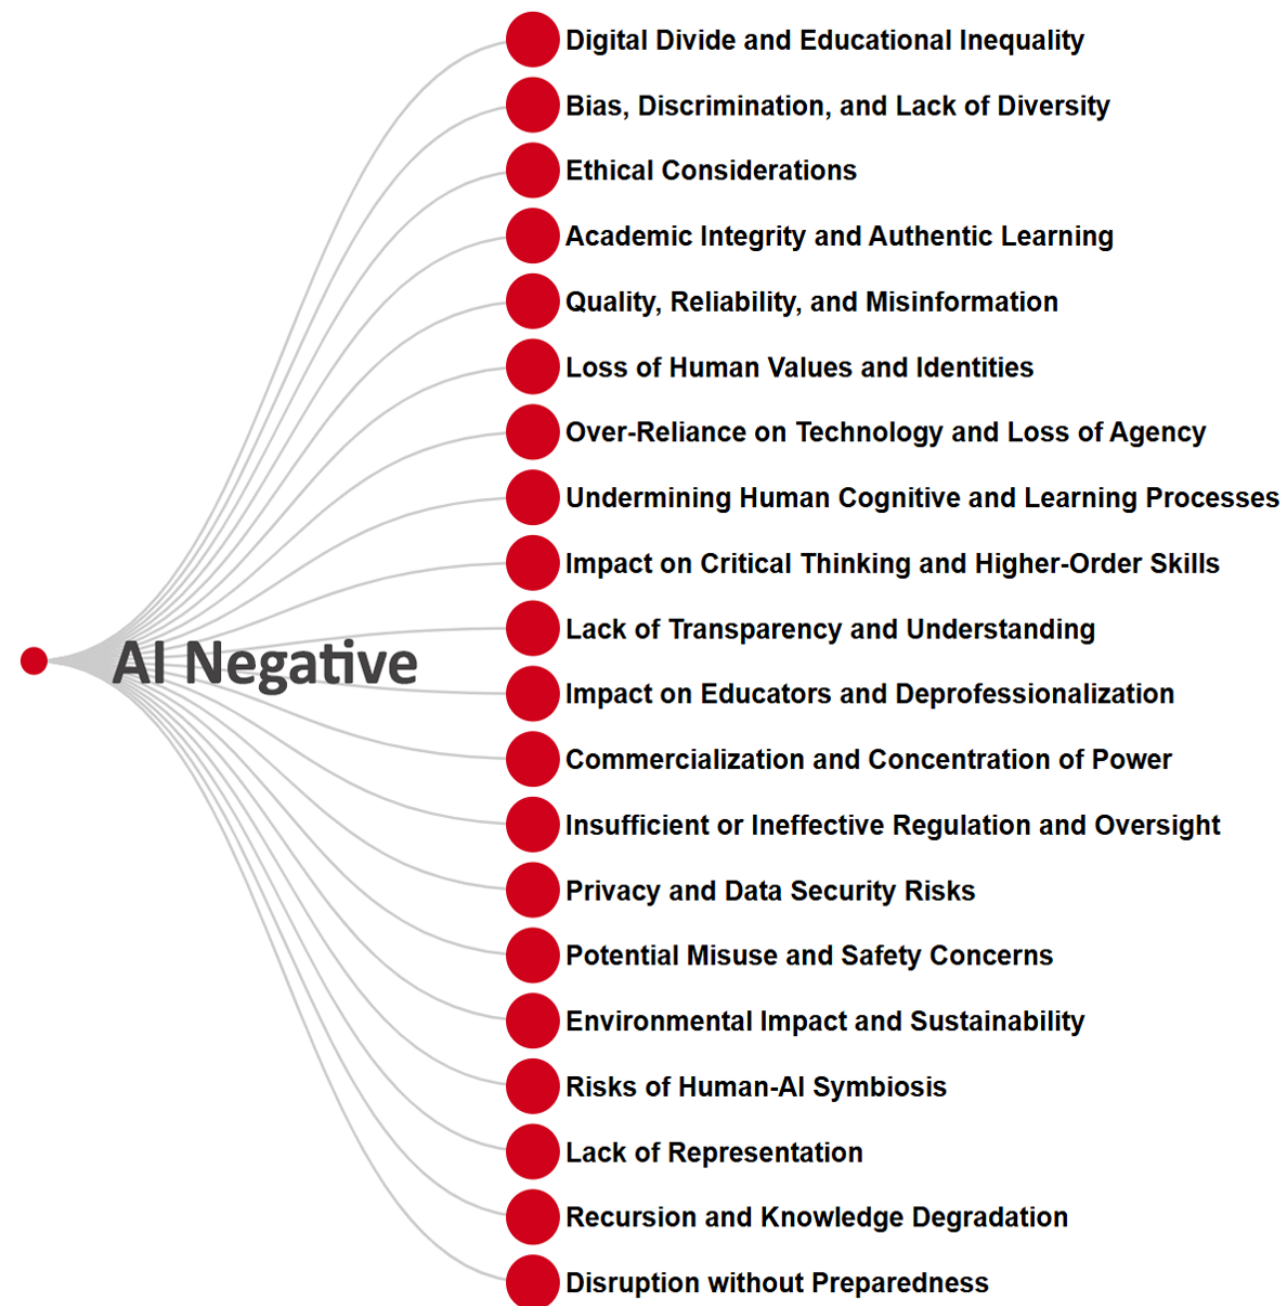 Digital Divide and Educational Inequality
Bias, Discrimination, and Lack of Diversity
Ethical Considerations
Academic Integrity and Authentic Learning
Quality, Reliability, and Misinformation
Loss of Human Values and Identities
Over-Reliance on Technology and Loss of Agency
Undermining Human Cognitive and Learning Processes
Impact on Critical Thinking and Higher-Order Skills
Lack of Transparency and Understanding
AI Negative
Impact on Educators and Deprofessionalization
Commercialization and Concentration of Power
Insufficient or Ineffective Regulation and Oversight
Privacy and Data Security Risks
Potential Misuse and Safety Concerns
Environmental Impact and Sustainability
Risks of Human-AI Symbiosis
Lack of Representation
Recursion and Knowledge Degradation
Disruption without Preparedness